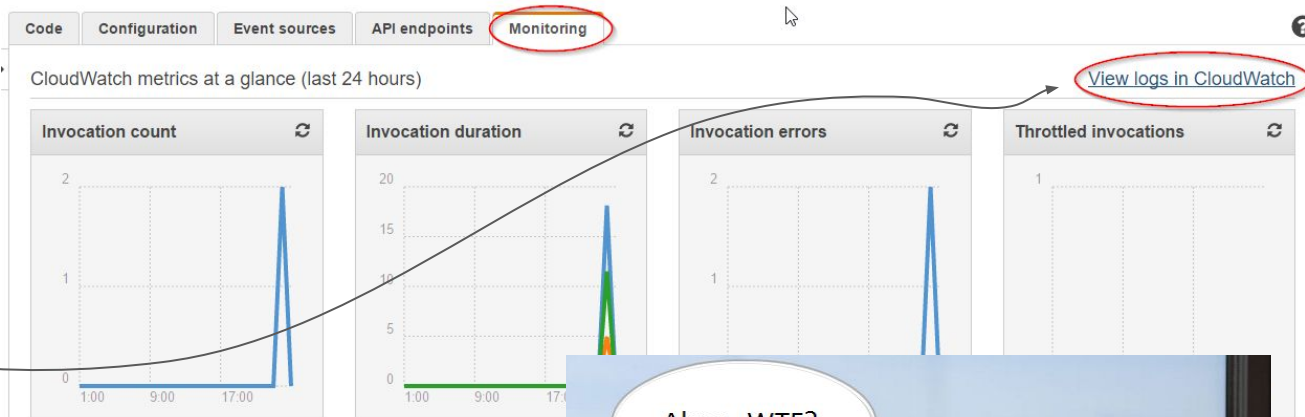 Code Configuration Event sources API endpoints Monitoring
CloudWatch metrics at a glance (last 24 hours) View logs in CloudWatch
Invocation count Invocation duration Invocation errors Throttled invocations
2 20 2 1
15
1 10 1
5
0 0
1:00 9:00 17:00 1:00 9:00